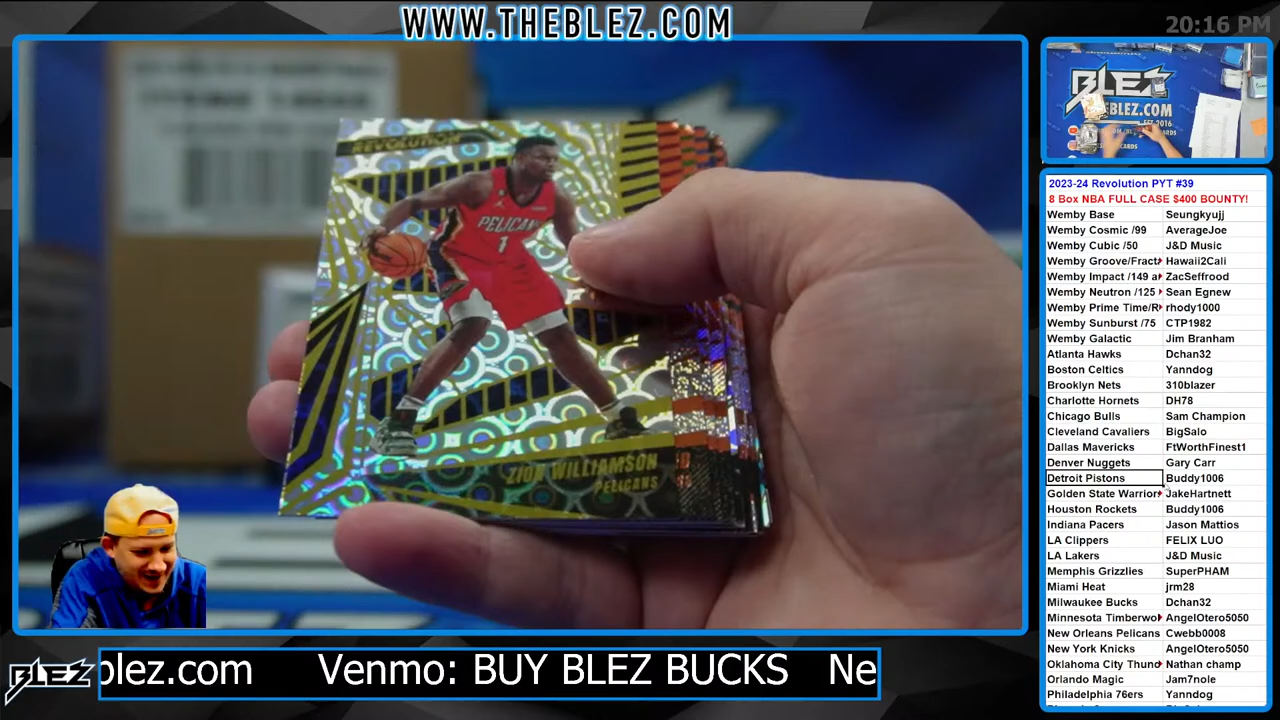 WWW.THEBLEZ.COM
20:16 PM
REVOLUTION
PELICANS
1
ZION WILLIAMSON
PELICANS
BLEZ
2023-24 Revolution PYT #39
8 Box NBA FULL CASE $400 BOUNTY!
Wemby Base Seungkyujj
Wemby Cosmic /99 AverageJoe
Wemby Cubic /50 J&D Music
Wemby Groove/Fract Hawaii2Cali
Wemby Impact /149 a ZacSeffrood
Wemby Neutron /125 Sean Egnew
Wemby Prime Time/R rhody1000
Wemby Sunburst /75 CTP1982
Wemby Galactic Jim Branham
Atlanta Hawks Dchan32
Boston Celtics Yanndog
Brooklyn Nets 310blazer
Charlotte Hornets DH78
Chicago Bulls Sam Champion
Cleveland Cavaliers BigSalo
Dallas Mavericks FtWorthFinest1
Denver Nuggets Gary Carr
Detroit Pistons Buddy1006
Golden State Warrior JakeHartnett
Houston Rockets Buddy1006
Indiana Pacers Jason Mattios
LA Clippers FELIX LUO
LA Lakers J&D Music
Memphis Grizzlies SuperPHAM
Miami Heat jrm28
Milwaukee Bucks Dchan32
Minnesota Timberwol AngelOtero5050
New Orleans Pelicans Cwebb0008
New York Knicks AngelOtero5050
Oklahoma City Thund Nathan champ
Orlando Magic Jam7nole
Philadelphia 76ers Yanndog
BLEZ
blez.com Venmo: BUY BLEZ BUCKS Ne